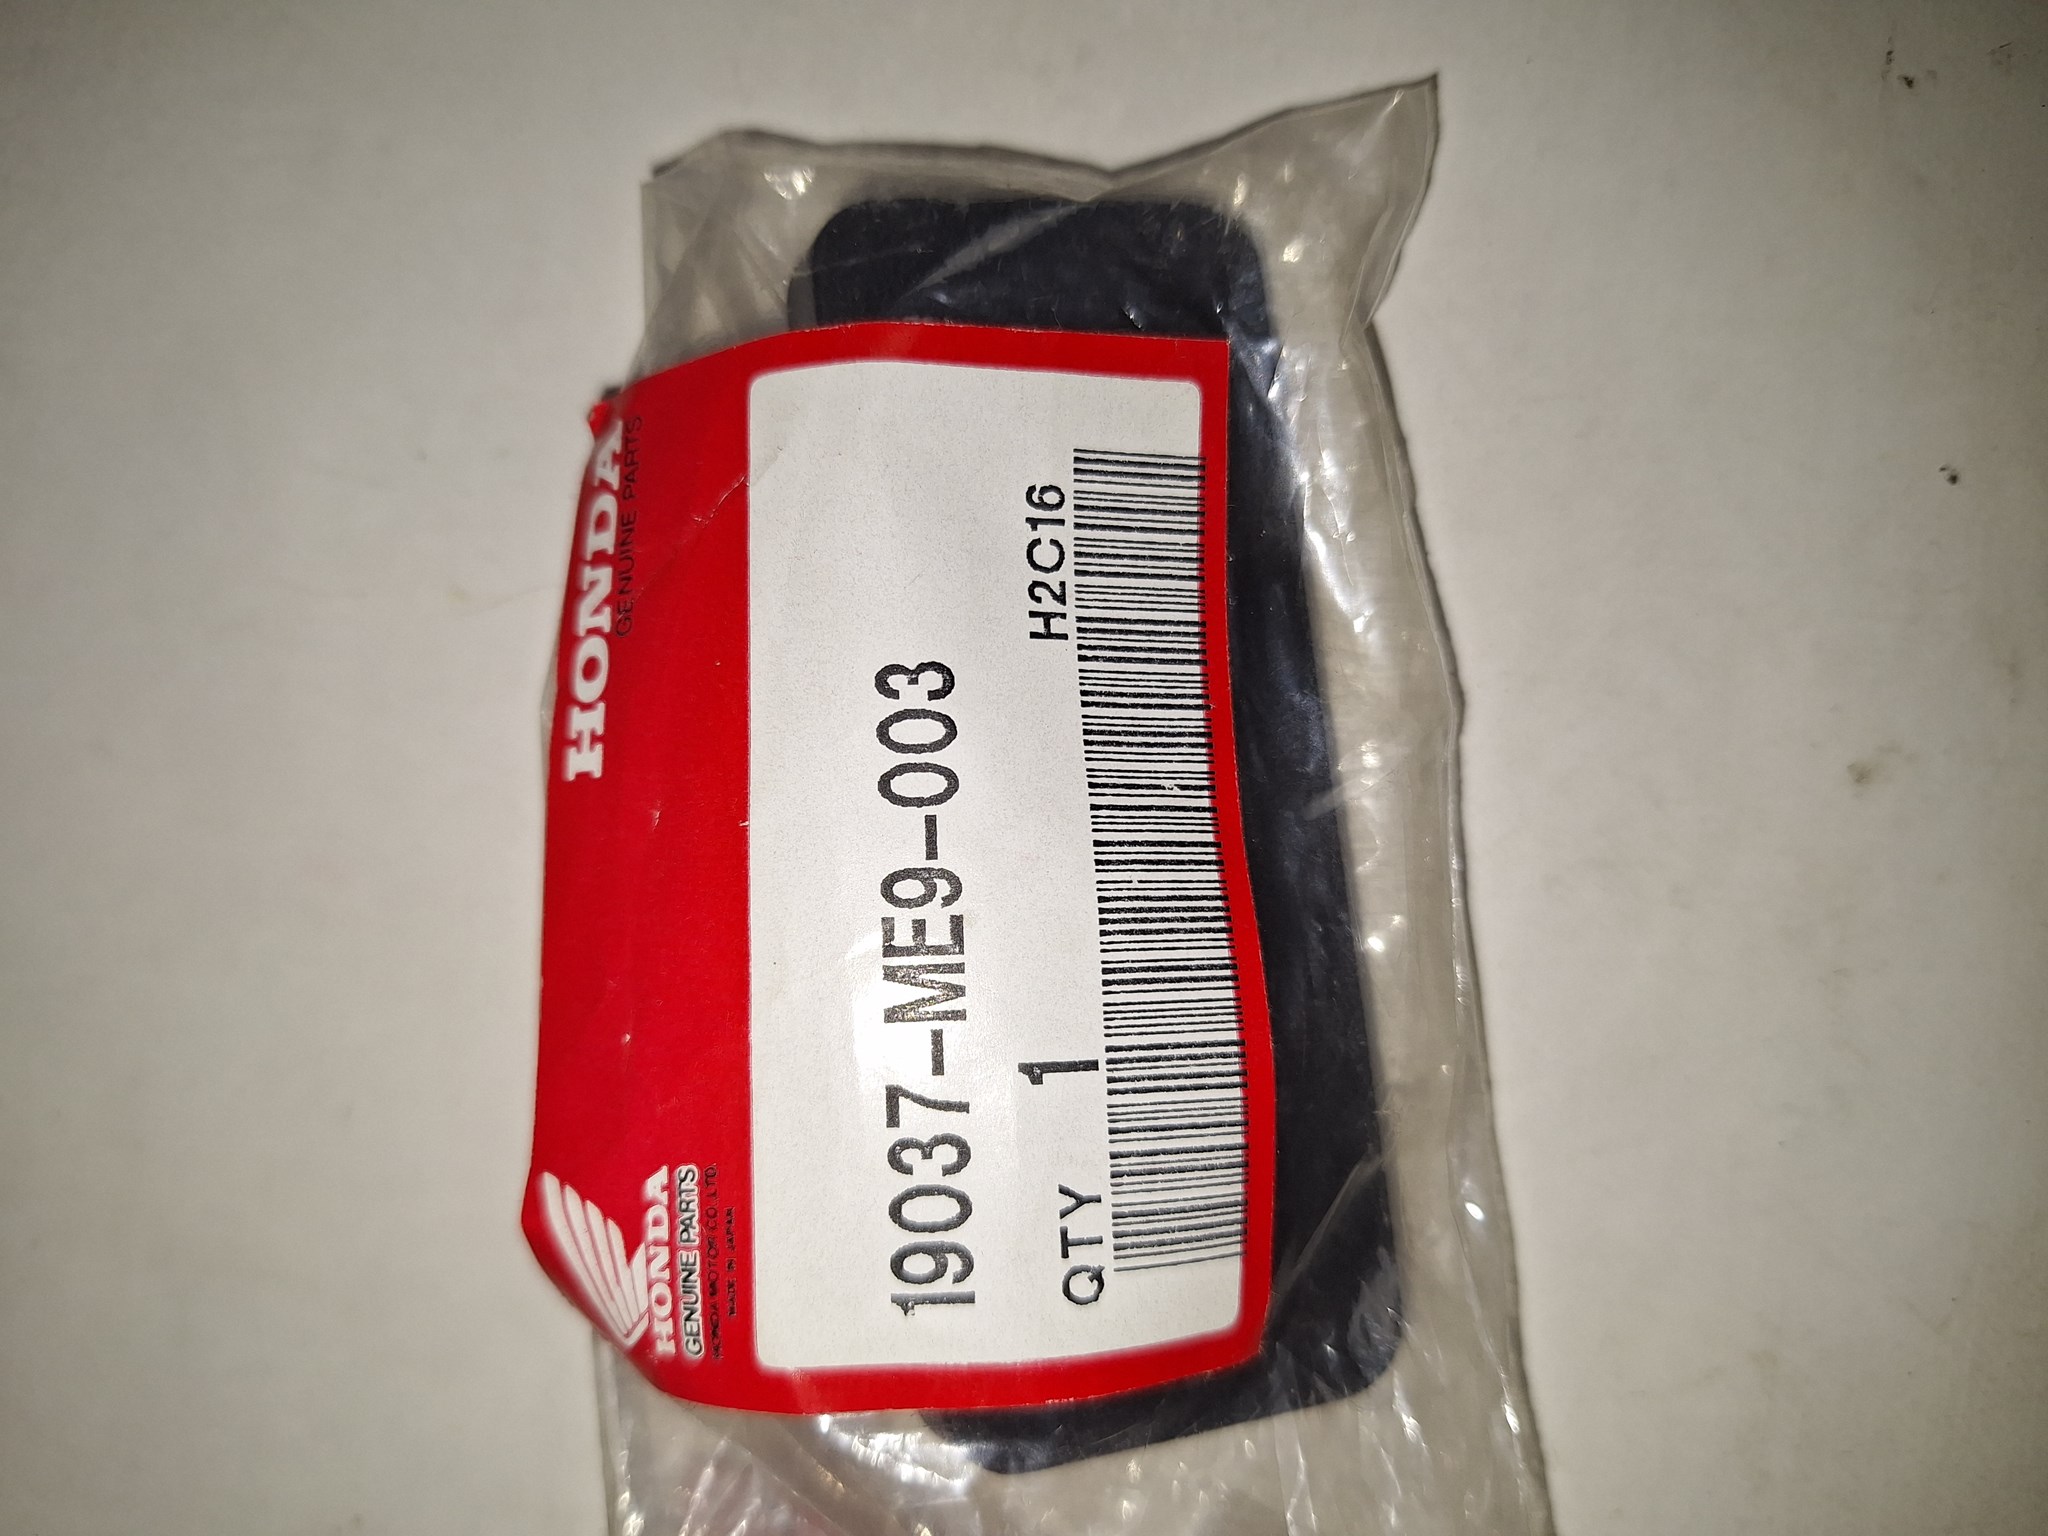 HONDA
GENUINE PARTS
HONDA
GENUINE PARTS
HONDA MOTOR CO., LTD.
MADE IN JAPAN
19037-ME9-003
QTY 1 H2C16